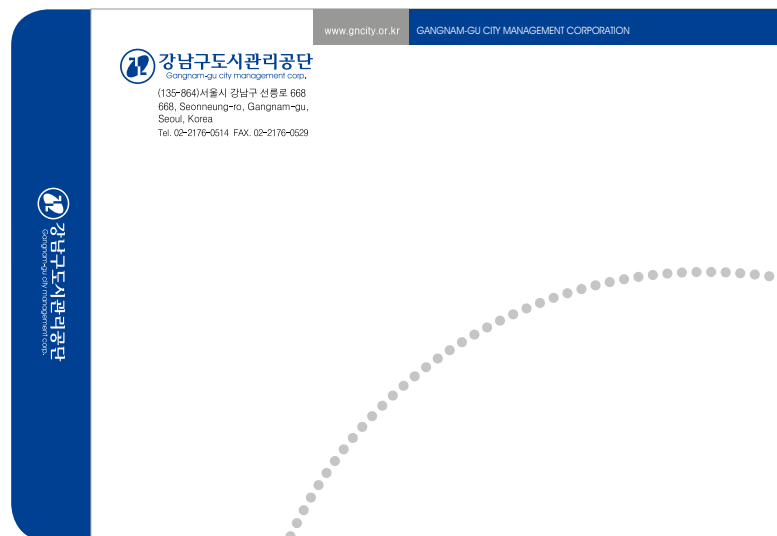 www.gncity.or.kr GANGNAM-GU CITY MANAGEMENT CORPORATION
강남구도시관리공단
Gangnam-gu city management corp.
(135-864)서울시 강남구 선릉로 668
668, Seonneung-ro, Gangnam-gu,
Seoul, Korea
Tel. 02-2176-0514 FAX. 02-2176-0529
강남구도시관리공단
Gangnam-gu city management corp.